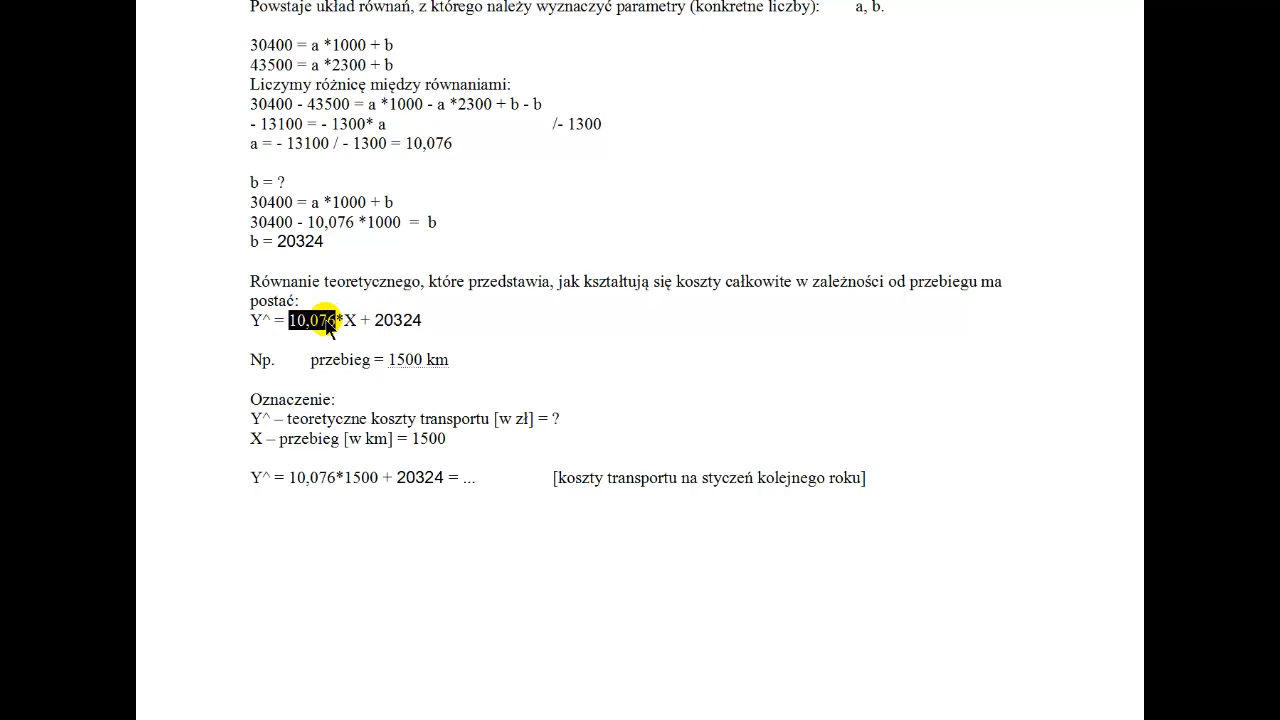 Powstaje układ równań, z którego należy wyznaczyć parametry (konkretne liczby): a, b.
30400 = a *1000 + b
43500 = a *2300 + b
Liczymy różnicę między równaniami:
30400 - 43500 = a *1000 - a *2300 + b - b
- 13100 = - 1300* a /- 1300
a = - 13100 / - 1300 = 10,076
b = ?
30400 = a *1000 + b
30400 - 10,076 *1000 = b
b = 20324
Równanie teoretycznego, które przedstawia, jak kształtują się koszty całkowite w zależności od przebiegu ma
postać:
Y^ = 10,076*X + 20324
Np. przebieg = 1500 km
Oznaczenie:
Y^ – teoretyczne koszty transportu [w zł] = ?
X – przebieg [w km] = 1500
Y^ = 10,076*1500 + 20324 = ... [koszty transportu na styczeń kolejnego roku]